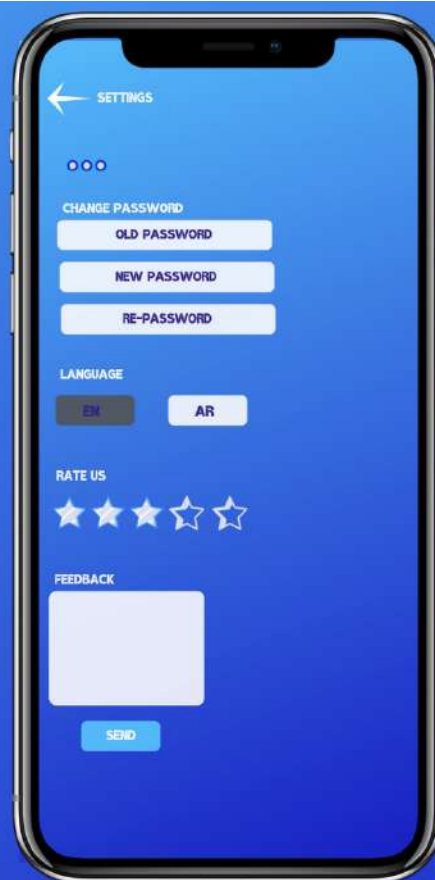 SETTINGS
CHANGE PASSWORD
OLD PASSWORD
NEW PASSWORD
RE-PASSWORD
LANGUAGE
EN AR
RATE US
FEEDBACK
SEND